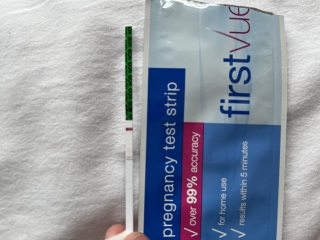 firstvue
pregnancy test strip
√ over 99% accuracy
√ for home use
√ results within 5 minutes